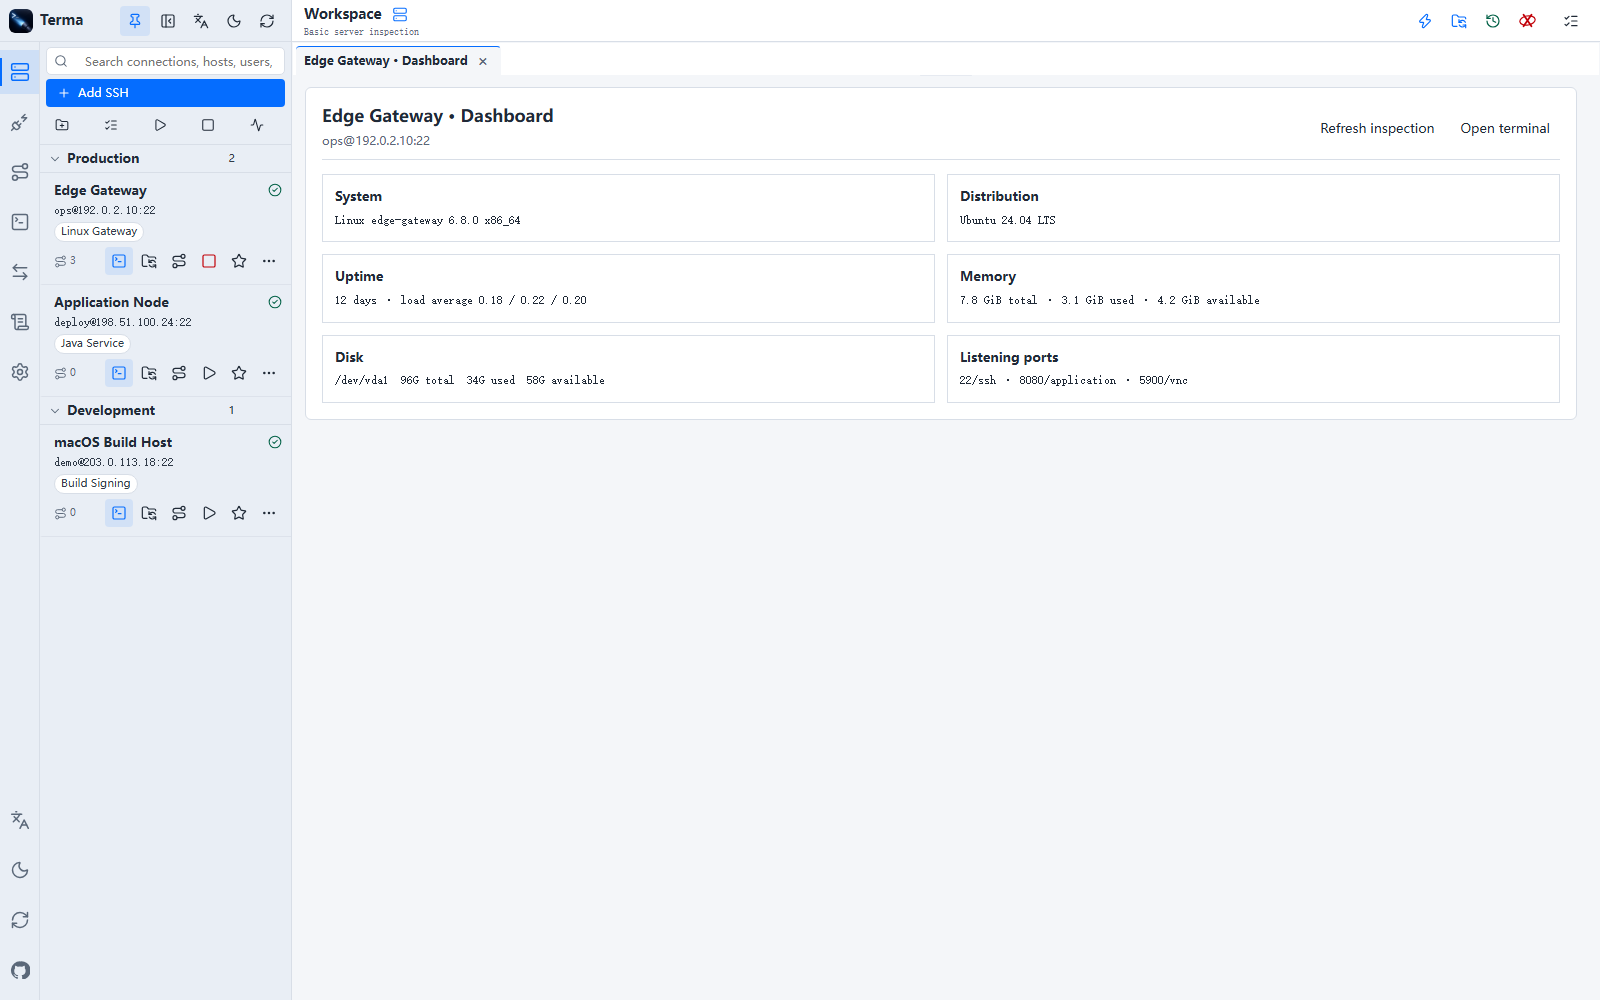 Terma
Search connections, hosts, users,
Add SSH
Production 2
Edge Gateway
ops@192.0.2.10:22
Linux Gateway
3
Application Node
deploy@198.51.100.24:22
Java Service
0
Development 1
macOS Build Host
demo@203.0.113.18:22
Build Signing
0
Workspace
Basic server inspection
Edge Gateway • Dashboard
Edge Gateway • Dashboard
ops@192.0.2.10:22
Refresh inspection Open terminal
System
Linux edge-gateway 6.8.0 x86_64
Distribution
Ubuntu 24.04 LTS
Uptime
12 days · load average 0.18 / 0.22 / 0.20
Memory
7.8 GiB total · 3.1 GiB used · 4.2 GiB available
Disk
/dev/vda1 96G total 34G used 58G available
Listening ports
22/ssh · 8080/application · 5900/vnc